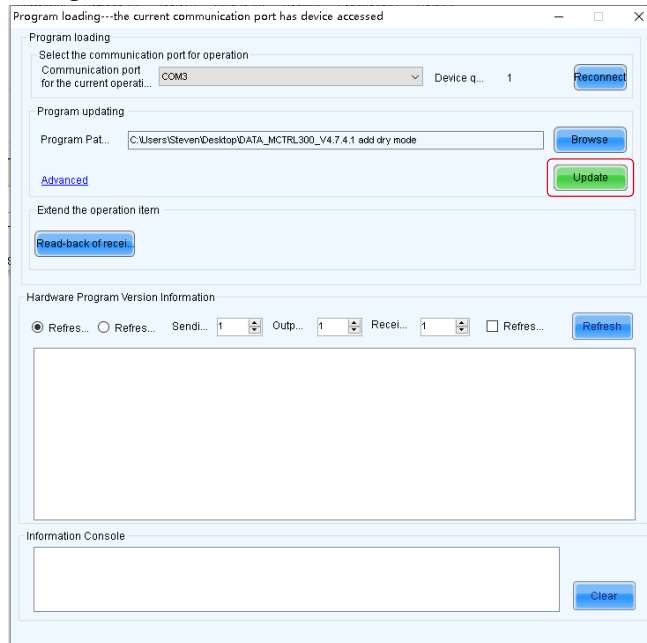 Program loading---the current communication port has device accessed
Program loading
Select the communication port for operation
Communication port
for the current operati...
COM3
Device q... 1
Reconnect
Program updating
Program Pat... C:\Users\Steven\Desktop\DATA_MCTRL300_V4.7.4.1 add dry mode
Browse
Advanced
Update
Extend the operation item
Read-back of recei...
Hardware Program Version Information
Refres... Refres... Sendi... 1 Outp... 1 Recei... 1 Refres... Refresh
Information Console
Clear